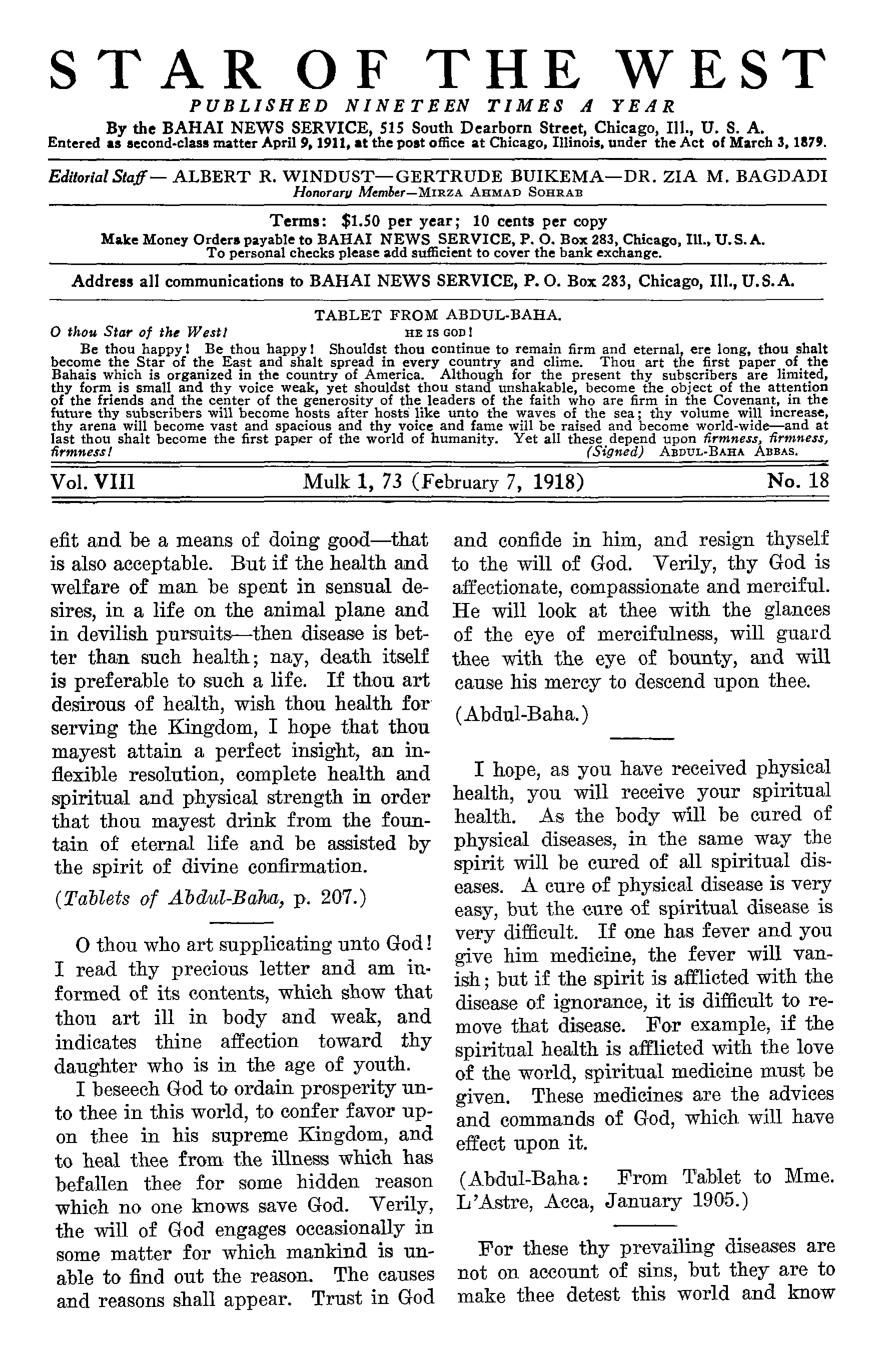 STAR OF THE WEST
PUBLISHED NINETEEN TIMES A YEAR
By the BAHAI NEWS SERVICE, 515 South Dearborn Street, Chicago, Ill., U. S. A.
Entered as second-class matter April 9, 1911, at the post office at Chicago, Illinois, under the Act of March 3, 1879.
Editorial Staff— ALBERT R. WINDUST—GERTRUDE BUIKEMA—DR. ZIA M. BAGDADI
Honorary Member—MIRZA AHMAD SOHRAB
Terms: $1.50 per year; 10 cents per copy
Make Money Orders payable to BAHAI NEWS SERVICE, P. O. Box 283, Chicago, Ill., U.S.A.
To personal checks please add sufficient to cover the bank exchange.
Address all communications to BAHAI NEWS SERVICE, P. O. Box 283, Chicago, Ill., U.S.A.
TABLET FROM ABDUL-BAHA.
O thou Star of the West! HE IS GOD!
Be thou happy! Be thou happy! Shouldst thou continue to remain firm and eternal, ere long, thou shalt
become the Star of the East and shalt spread in every country and clime. Thou art the first paper of the
Bahais which is organized in the country of America. Although for the present thy subscribers are limited,
thy form is small and thy voice weak, yet shouldst thou stand unshakable, become the object of the attention
of the friends and the center of the generosity of the leaders of the faith who are firm in the Covenant, in the
future thy subscribers will become hosts after hosts like unto the waves of the sea; thy volume will increase,
thy arena will become vast and spacious and thy voice and fame will be raised and become world-wide—and at
last thou shalt become the first paper of the world of humanity. Yet all these depend upon firmness, firmness,
firmness! (Signed) ABDUL-BAHA ABBAS.
Vol. VIII Mulk 1, 73 (February 7, 1918) No. 18
efit and be a means of doing good—that
is also acceptable. But if the health and
welfare of man be spent in sensual de-
sires, in a life on the animal plane and
in devilish pursuits—then disease is bet-
ter than such health; nay, death itself
is preferable to such a life. If thou art
desirous of health, wish thou health for
serving the Kingdom, I hope that thou
mayest attain a perfect insight, an in-
flexible resolution, complete health and
spiritual and physical strength in order
that thou mayest drink from the foun-
tain of eternal life and be assisted by
the spirit of divine confirmation.
(Tablets of Abdul-Baha, p. 207.)
O thou who art supplicating unto God!
I read thy precious letter and am in-
formed of its contents, which show that
thou art ill in body and weak, and
indicates thine affection toward thy
daughter who is in the age of youth.
I beseech God to ordain prosperity un-
to thee in this world, to confer favor up-
on thee in his supreme Kingdom, and
to heal thee from the illness which has
befallen thee for some hidden reason
which no one knows save God. Verily,
the will of God engages occasionally in
some matter for which mankind is un-
able to find out the reason. The causes
and reasons shall appear. Trust in God
and confide in him, and resign thyself
to the will of God. Verily, thy God is
affectionate, compassionate and merciful.
He will look at thee with the glances
of the eye of mercifulness, will guard
thee with the eye of bounty, and will
cause his mercy to descend upon thee.
(Abdul-Baha.)
I hope, as you have received physical
health, you will receive your spiritual
health. As the body will be cured of
physical diseases, in the same way the
spirit will be cured of all spiritual dis-
eases. A cure of physical disease is very
easy, but the cure of spiritual disease is
very difficult. If one has fever and you
give him medicine, the fever will van-
ish; but if the spirit is afflicted with the
disease of ignorance, it is difficult to re-
move that disease. For example, if the
spiritual health is afflicted with the love
of the world, spiritual medicine must be
given. These medicines are the advices
and commands of God, which will have
effect upon it.
(Abdul-Baha: From Tablet to Mme.
L'Astre, Acca, January 1905.)
For these thy prevailing diseases are
not on account of sins, but they are to
make thee detest this world and know